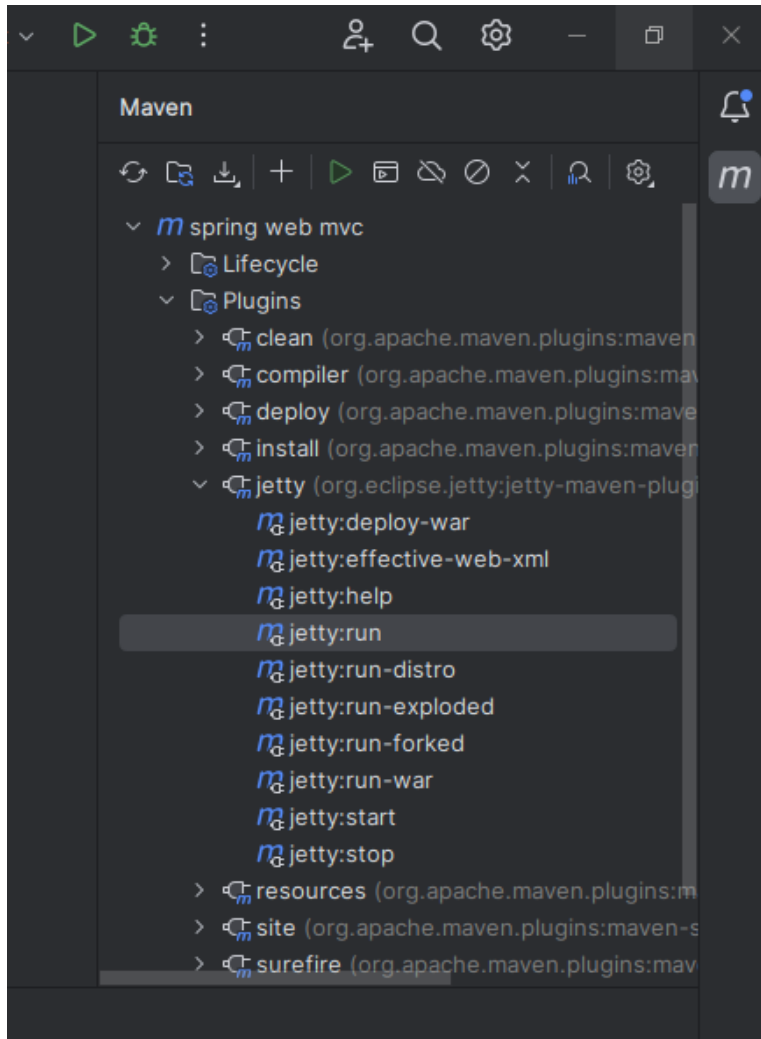 Maven
m
m spring web mvc
Lifecycle
Plugins
clean (org.apache.maven.plugins:maven
compiler (org.apache.maven.plugins:mav
deploy (org.apache.maven.plugins:mave
install (org.apache.maven.plugins:maven
jetty (org.eclipse.jetty:jetty-maven-plugi
jetty:deploy-war
jetty:effective-web-xml
jetty:help
jetty:run
jetty:run-distro
jetty:run-exploded
jetty:run-forked
jetty:run-war
jetty:start
jetty:stop
resources (org.apache.maven.plugins:m
site (org.apache.maven.plugins:maven-s
surefire (org.apache.maven.plugins:mav